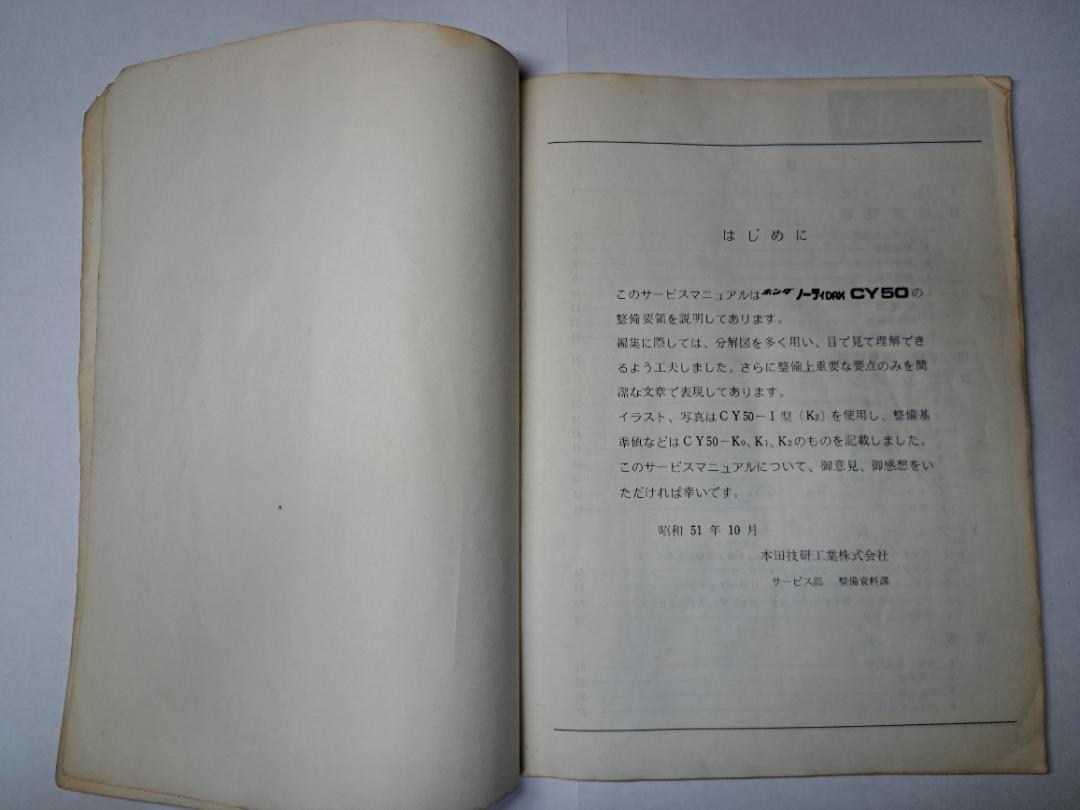 はじめに
このサービスマニュアルはホンダ ノーティDAX CY50の
整備要領を説明してあります。
編集に際しては、分解図を多く用い、目で見て理解でき
るよう工夫しました。さらに整備上重要な要点のみを簡
潔な文章で表現してあります。
イラスト、写真はCY50-I型(K2)を使用し、整備基
準値などはCY50-K0、K1、K2のものを記載しました。
このサービスマニュアルについて、御意見、御感想をい
ただければ幸いです。
昭和 51 年 10 月
本田技研工業株式会社
サービス部 整備資料課